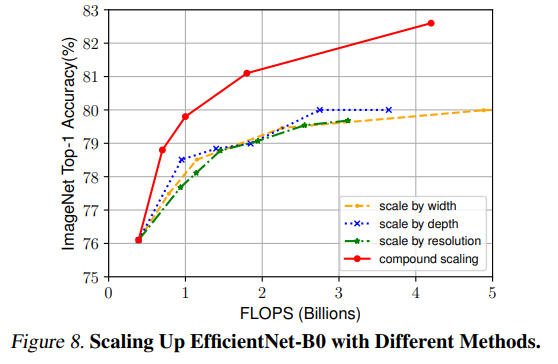 83
82
81
80
79
78
77
76
75
ImageNet Top-1 Accuracy(%)
scale by width
scale by depth
scale by resolution
compound scaling
0 1 2 3 4 5
FLOPS (Billions)
Figure 8. Scaling Up EfficientNet-B0 with Different Methods.